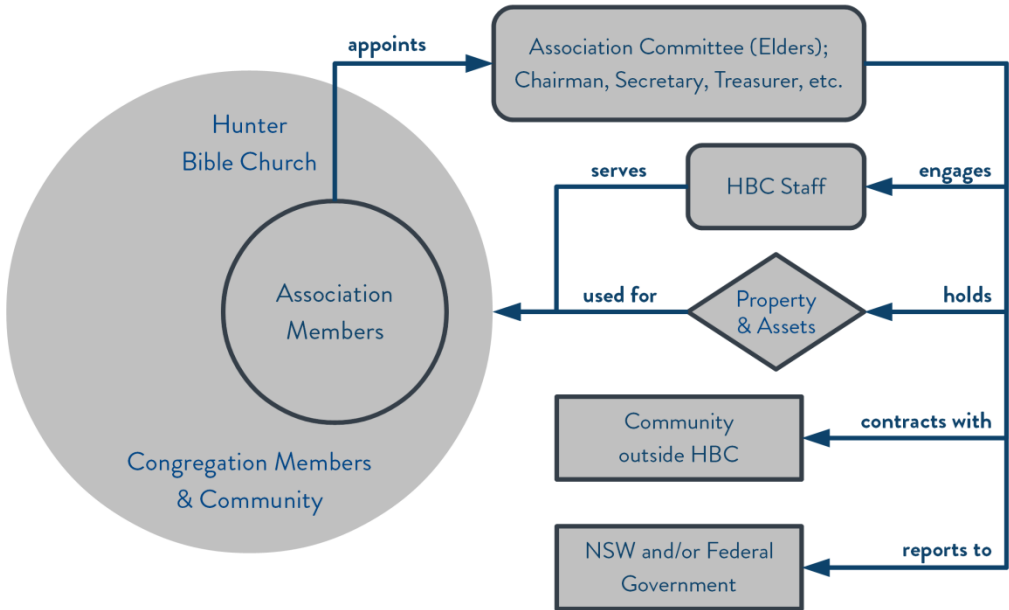 appoints
Association Committee (Elders);
Chairman, Secretary, Treasurer, etc.
Hunter
Bible Church
serves
HBC Staff
engages
Association
Members
used for
Property
& Assets
holds
Community
outside HBC
contracts with
Congregation Members
& Community
NSW and/or Federal
Government
reports to